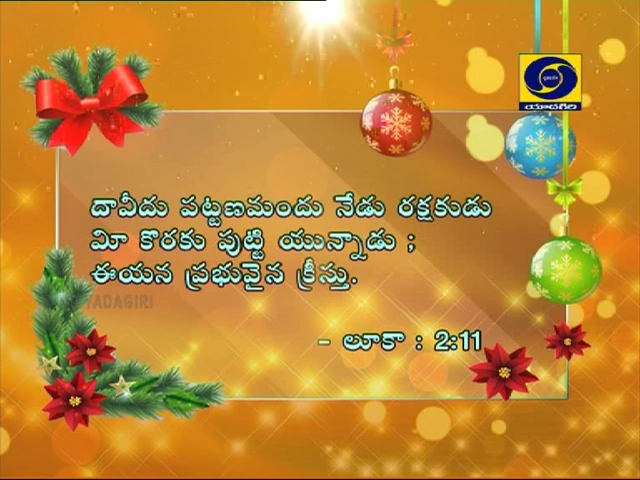 యాదగిరి
దావీదు పట్టణమందు నేడు రక్షకుడు
మీ కొరకు పుట్టి యున్నాడు ;
ఈయన ప్రభువైన క్రీస్తు.
YADAGIRI
- లూకా : 2:11